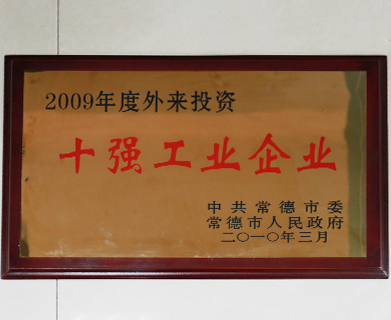 2009年度外来投资
十强工业企业
中共常德市委
常德市人民政府
二〇一〇年三月